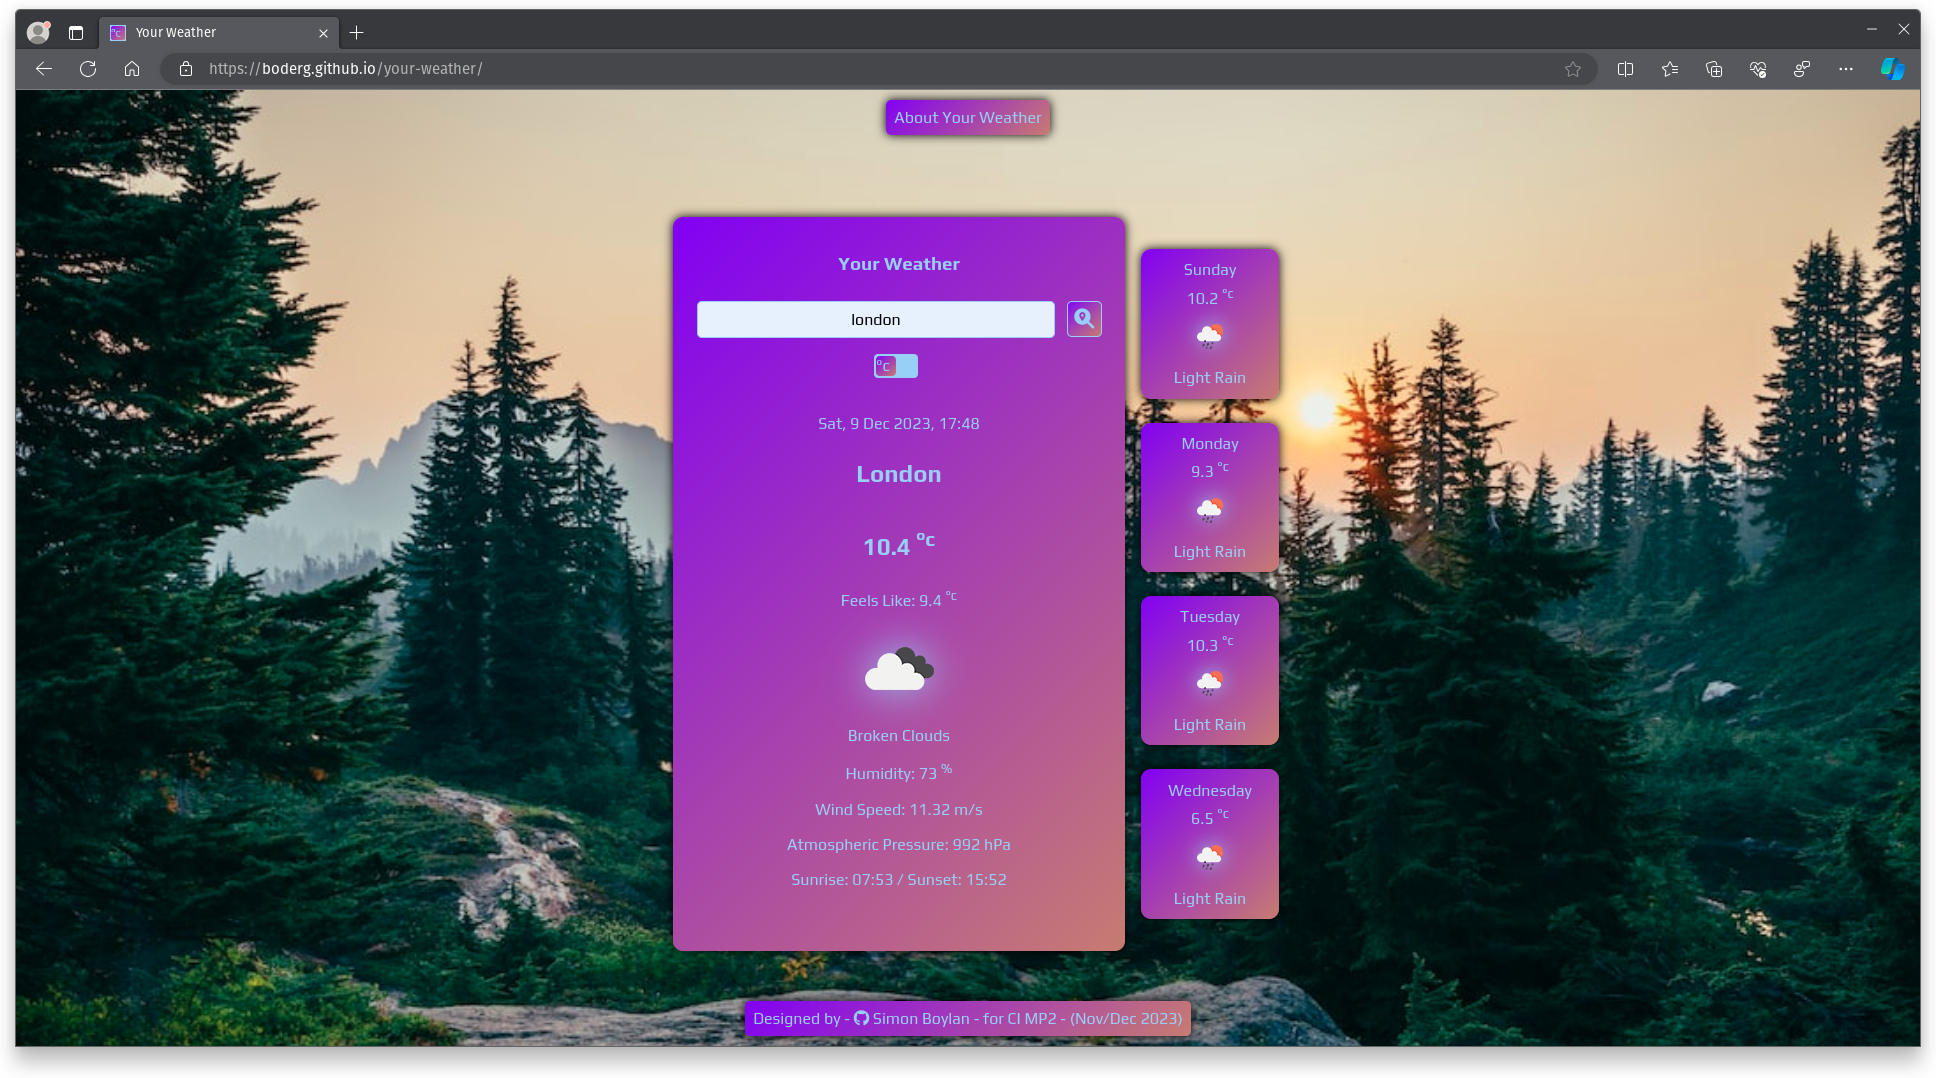 Your Weather
https://boderg.github.io/your-weather/
About Your Weather
Your Weather
london
°c
Sat, 9 Dec 2023, 17:48
London
10.4 °c
Feels Like: 9.4 °c
Broken Clouds
Humidity: 73 %
Wind Speed: 11.32 m/s
Atmospheric Pressure: 992 hPa
Sunrise: 07:53 / Sunset: 15:52
Sunday
10.2 °c
Light Rain
Monday
9.3 °c
Light Rain
Tuesday
10.3 °c
Light Rain
Wednesday
6.5 °c
Light Rain
Designed by - Simon Boylan - for CI MP2 - (Nov/Dec 2023)